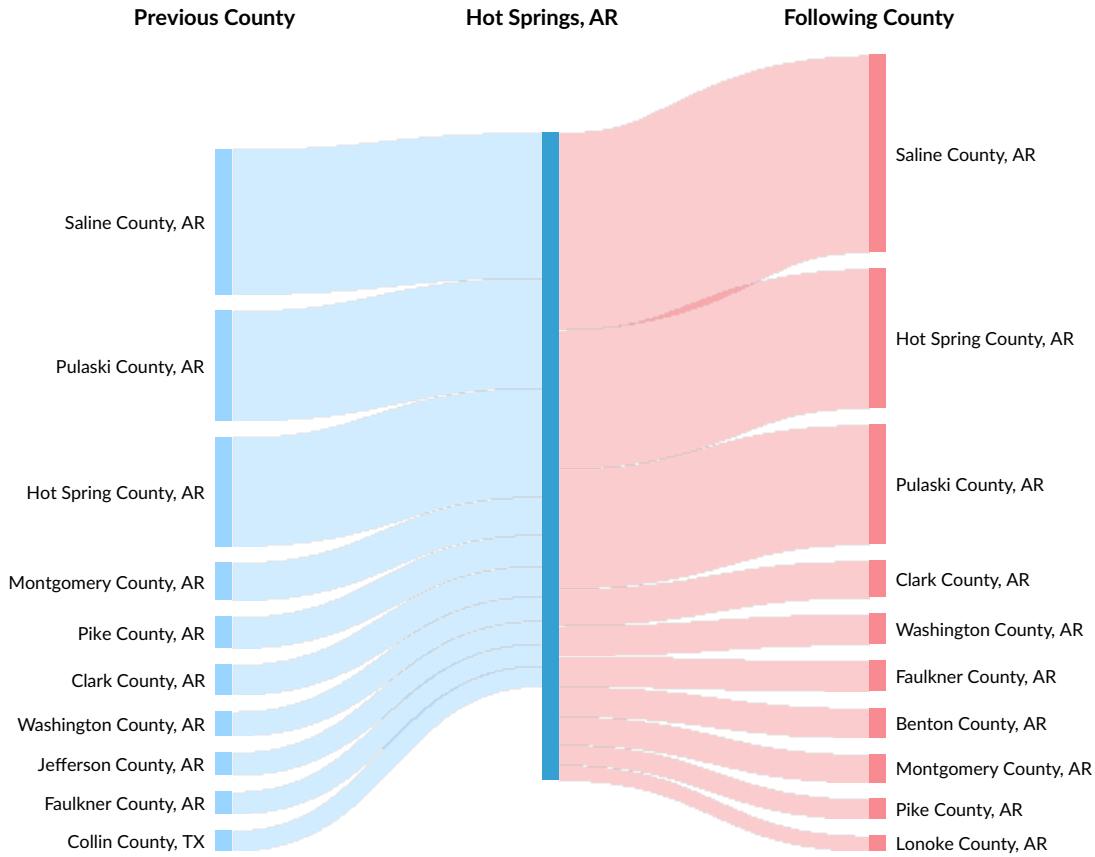 Previous County
Hot Springs, AR
Following County
Saline County, AR
Pulaski County, AR
Hot Spring County, AR
Montgomery County, AR
Pike County, AR
Clark County, AR
Washington County, AR
Jefferson County, AR
Faulkner County, AR
Collin County, TX
Saline County, AR
Hot Spring County, AR
Pulaski County, AR
Clark County, AR
Washington County, AR
Faulkner County, AR
Benton County, AR
Montgomery County, AR
Pike County, AR
Lonoke County, AR